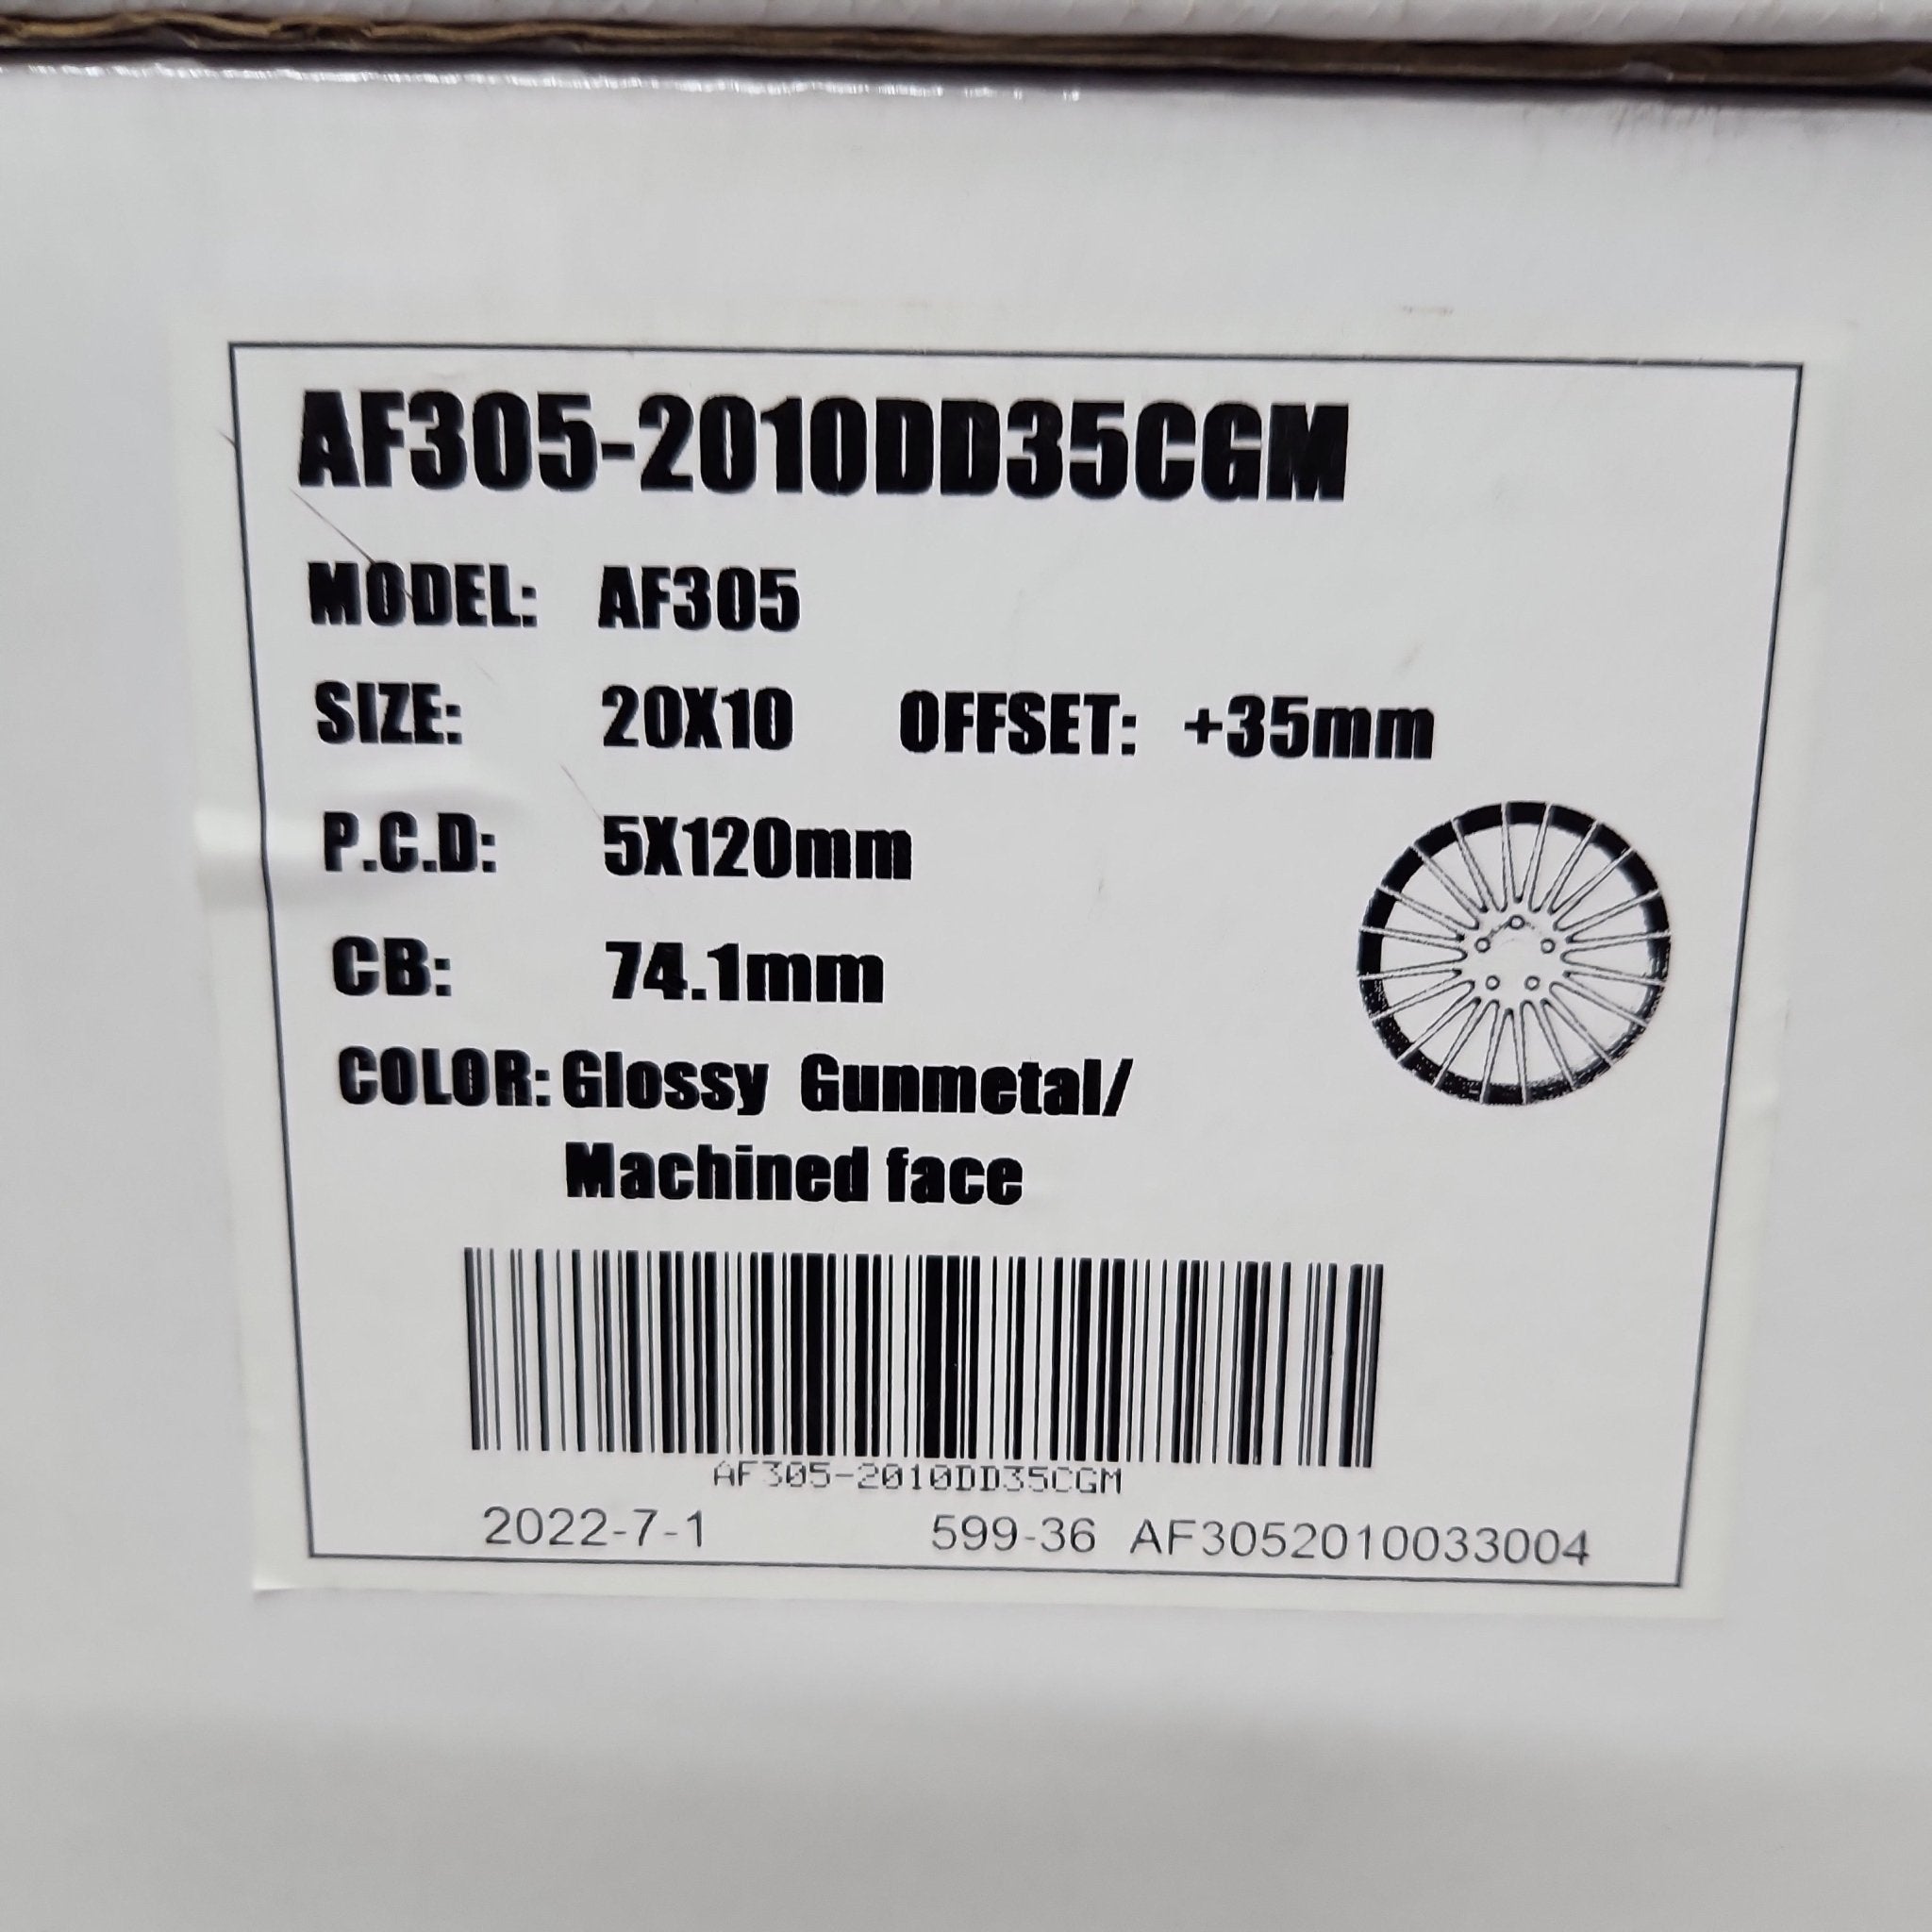 AF305-2010DD35CGM
MODEL: AF305
SIZE: 20X10 OFFSET: +35mm
P.C.D: 5X120mm
CB: 74.1mm
COLOR: Glossy Gunmetal/
Machined face
AF305-2010DD35CGM
2022-7-1 599-36 AF3052010033004